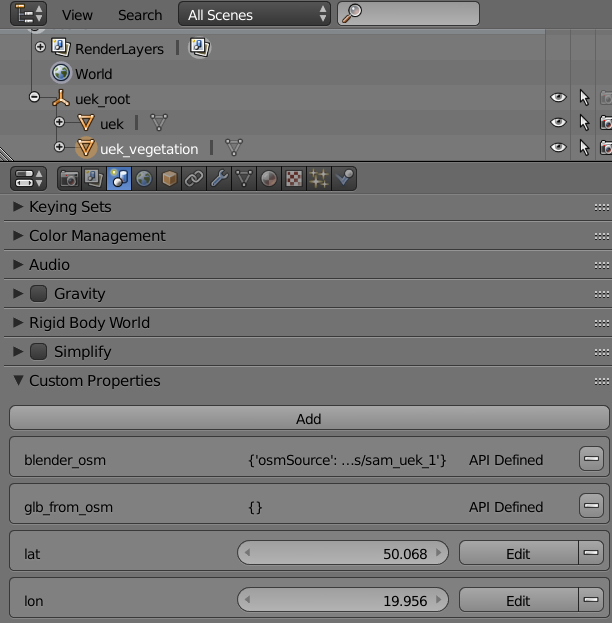 View Search All Scenes
RenderLayers
World
uek_root
uek
uek_vegetation
Keying Sets
Color Management
Audio
Gravity
Rigid Body World
Simplify
Custom Properties
Add
blender_osm {'osmSource': ...s/sam_uek_1'} API Defined
glb_from_osm {} API Defined
lat 50.068 Edit
lon 19.956 Edit